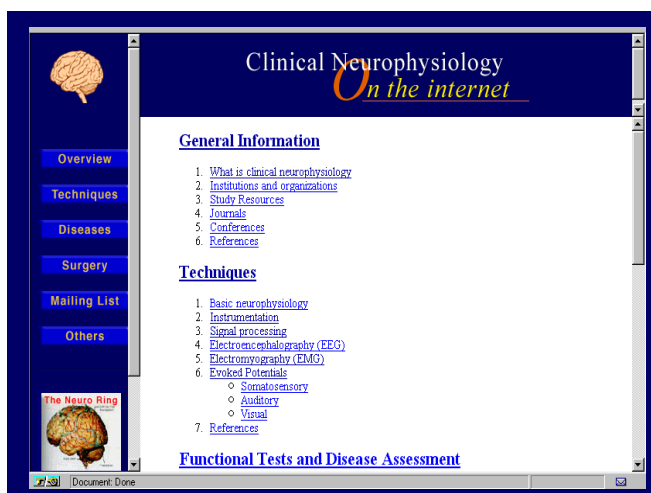 Clinical Neurophysiology
On the internet
Overview
Techniques
Diseases
Surgery
Mailing List
Others
The Neuro Ring
General Information
1. What is clinical neurophysiology
2. Institutions and organizations
3. Study Resources
4. Journals
5. Conferences
6. References
Techniques
1. Basic neurophysiology
2. Instrumentation
3. Signal processing
4. Electroencephalography (EEG)
5. Electromyography (EMG)
6. Evoked Potentials
Somatosensory
Auditory
Visual
7. References
Functional Tests and Disease Assessment
Document: Done